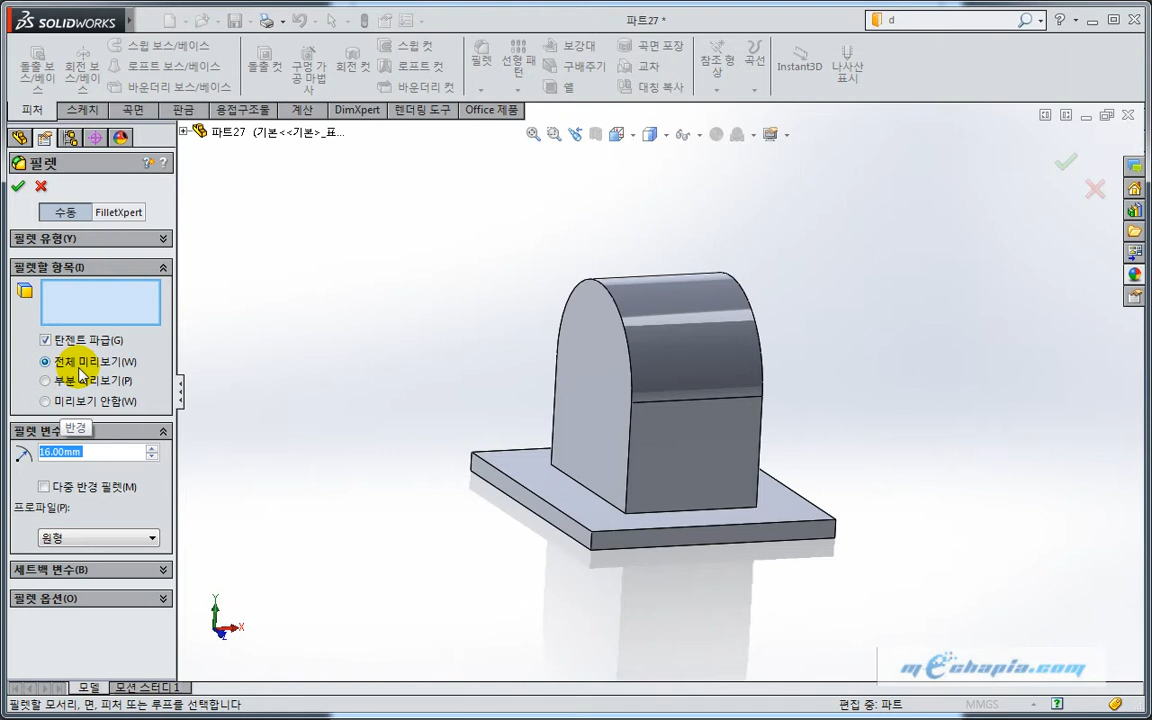 SOLIDWORKS
파트27 *
d
돌출 보스/베이스
회전 보스/베이스
스윕 보스/베이스
로프트 보스/베이스
바운더리 보스/베이스
돌출 컷
구멍 가공 마법사
회전 컷
스윕 컷
로프트 컷
바운더리 컷
필렛
선형 패턴
보강대
구배주기
쉘
곡면 포장
교차
대칭 복사
참조 형상
곡선
Instant3D
나사산 표시
피처
스케치
곡면
판금
용접구조물
계산
DimXpert
렌더링 도구
Office 제품
파트27 (기본<<기본>_표...
필렛
수동
FilletXpert
필렛 유형(Y)
필렛할 항목(I)
탄젠트 파급(G)
전체 미리보기(W)
부분 미리보기(P)
미리보기 안함(W)
반경
필렛 변수
16.00mm
다중 반경 필렛(M)
프로파일(P):
원형
세트백 변수(B)
필렛 옵션(O)
Y
X
Z
mechapia.com
모델
모션 스터디 1
필렛할 모서리, 면, 피처 또는 루프를 선택합니다
편집 중: 파트
MMGS